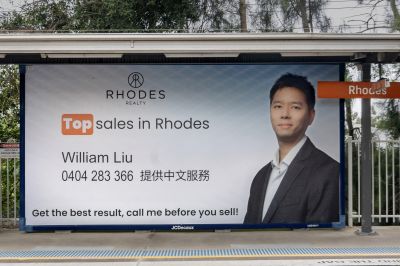 RHODES
REALTY
Top sales in Rhodes
William Liu
0404 283 366 提供中文服務
Get the best result, call me before you sell!
JCDecaux
Rhodes